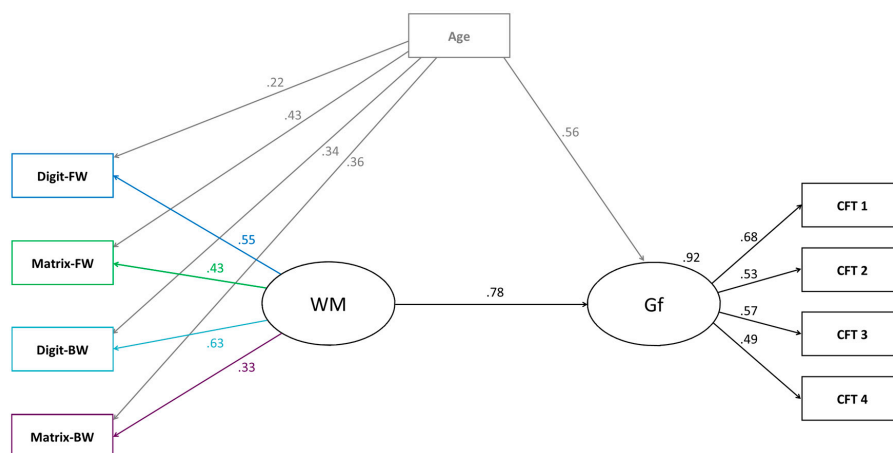 Age
.22
.43
.34
.36
.56
Digit-FW
CFT 1
.92
.68
.55
Matrix-FW
.43
CFT 2
.53
WM
.78
Gf
.57
CFT 3
Digit-BW
.63
.49
.33
CFT 4
Matrix-BW